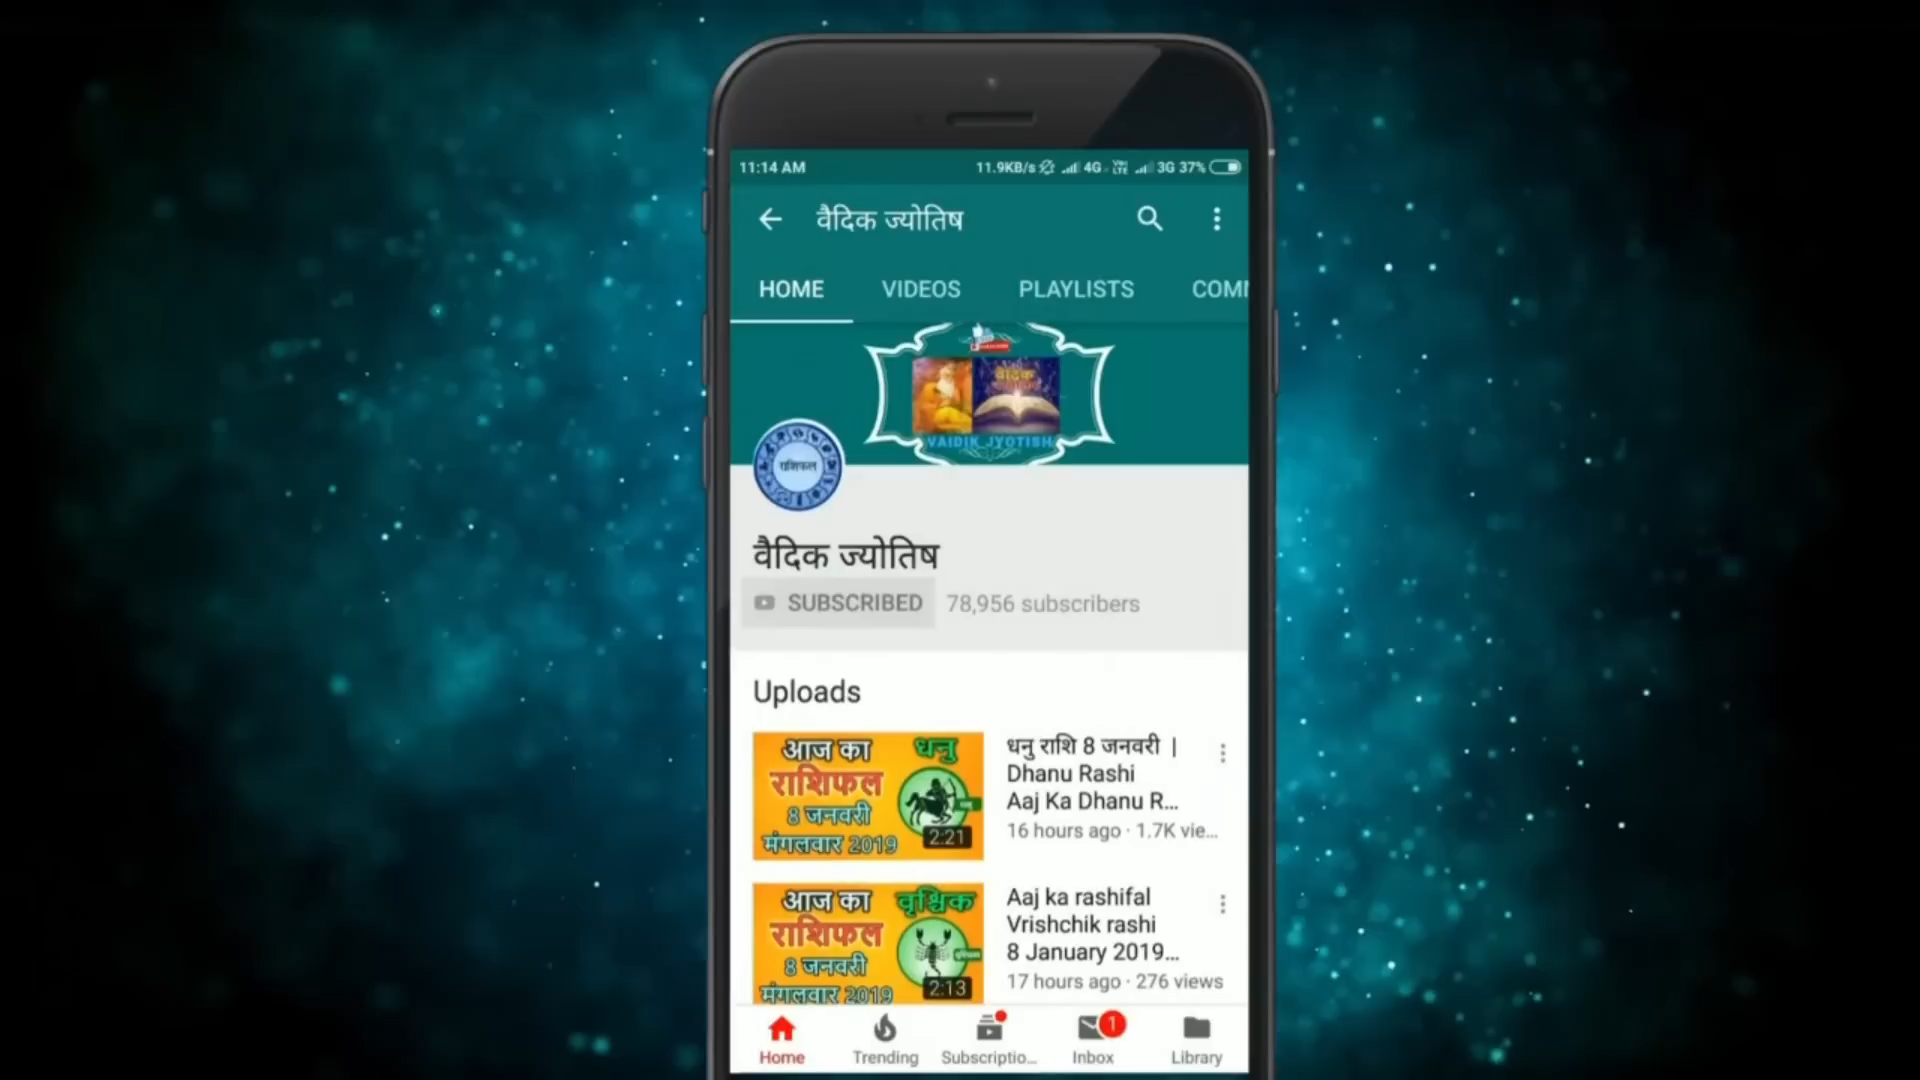 11:14 AM 11.9KB/s 4G VoLTE 3G 37%
वैदिक ज्योतिष
HOME VIDEOS PLAYLISTS COM
वैदिक
VAIDIK JYOTISH
राशिफल
वैदिक ज्योतिष
SUBSCRIBED 78,956 subscribers
Uploads
आज का धनु
राशिफल
8 जनवरी
मंगलवार 2019
2:21
धनु राशि 8 जनवरी |
Dhanu Rashi
Aaj Ka Dhanu R...
16 hours ago · 1.7K vie...
आज का वृश्चिक
राशिफल
8 जनवरी
मंगलवार 2019
2:13
Aaj ka rashifal
Vrishchik rashi
8 January 2019...
17 hours ago · 276 views
1
Home Trending Subscriptio... Inbox Library